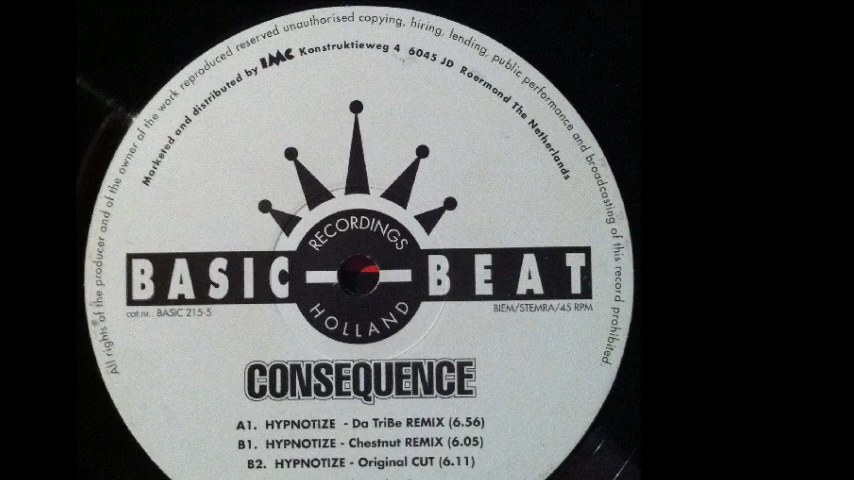 All rights of the producer and of the owner of the work reproduced reserved unauthorised copying, hiring, lending, public performance and broadcasting of this record prohibited.
Marketed and distributed by IMC Konstruktieweg 4 6045 JD Roermond The Netherlands
RECORDINGS
BASIC BEAT
HOLLAND
cat.nr.: BASIC 215-5
BIEM/STEMRA/45 RPM
CONSEQUENCE
A1. HYPNOTIZE - Da TriBe REMIX (6.56)
B1. HYPNOTIZE - Chestnut REMIX (6.05)
B2. HYPNOTIZE - Original CUT (6.11)